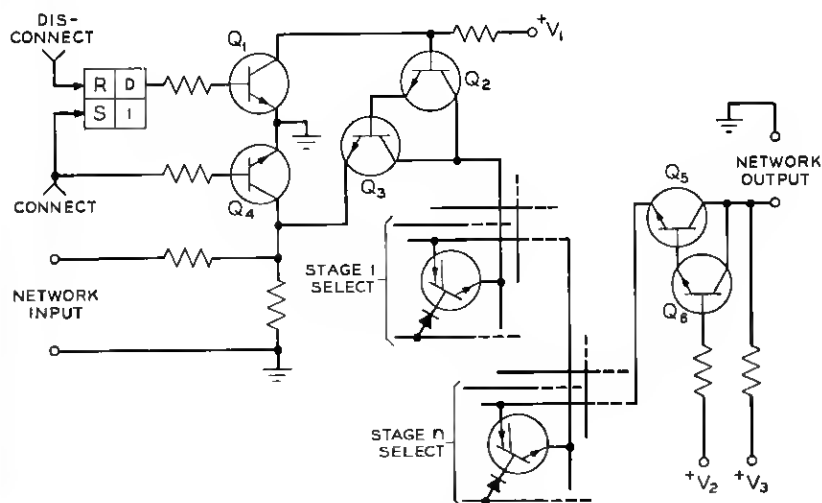 DIS-
CONNECT
Q1
+V1
R D
S 1
Q2
Q3
CONNECT
Q4
NETWORK
INPUT
STAGE 1
SELECT
Q5
NETWORK
OUTPUT
Q6
STAGE n
SELECT
+V2
+V3